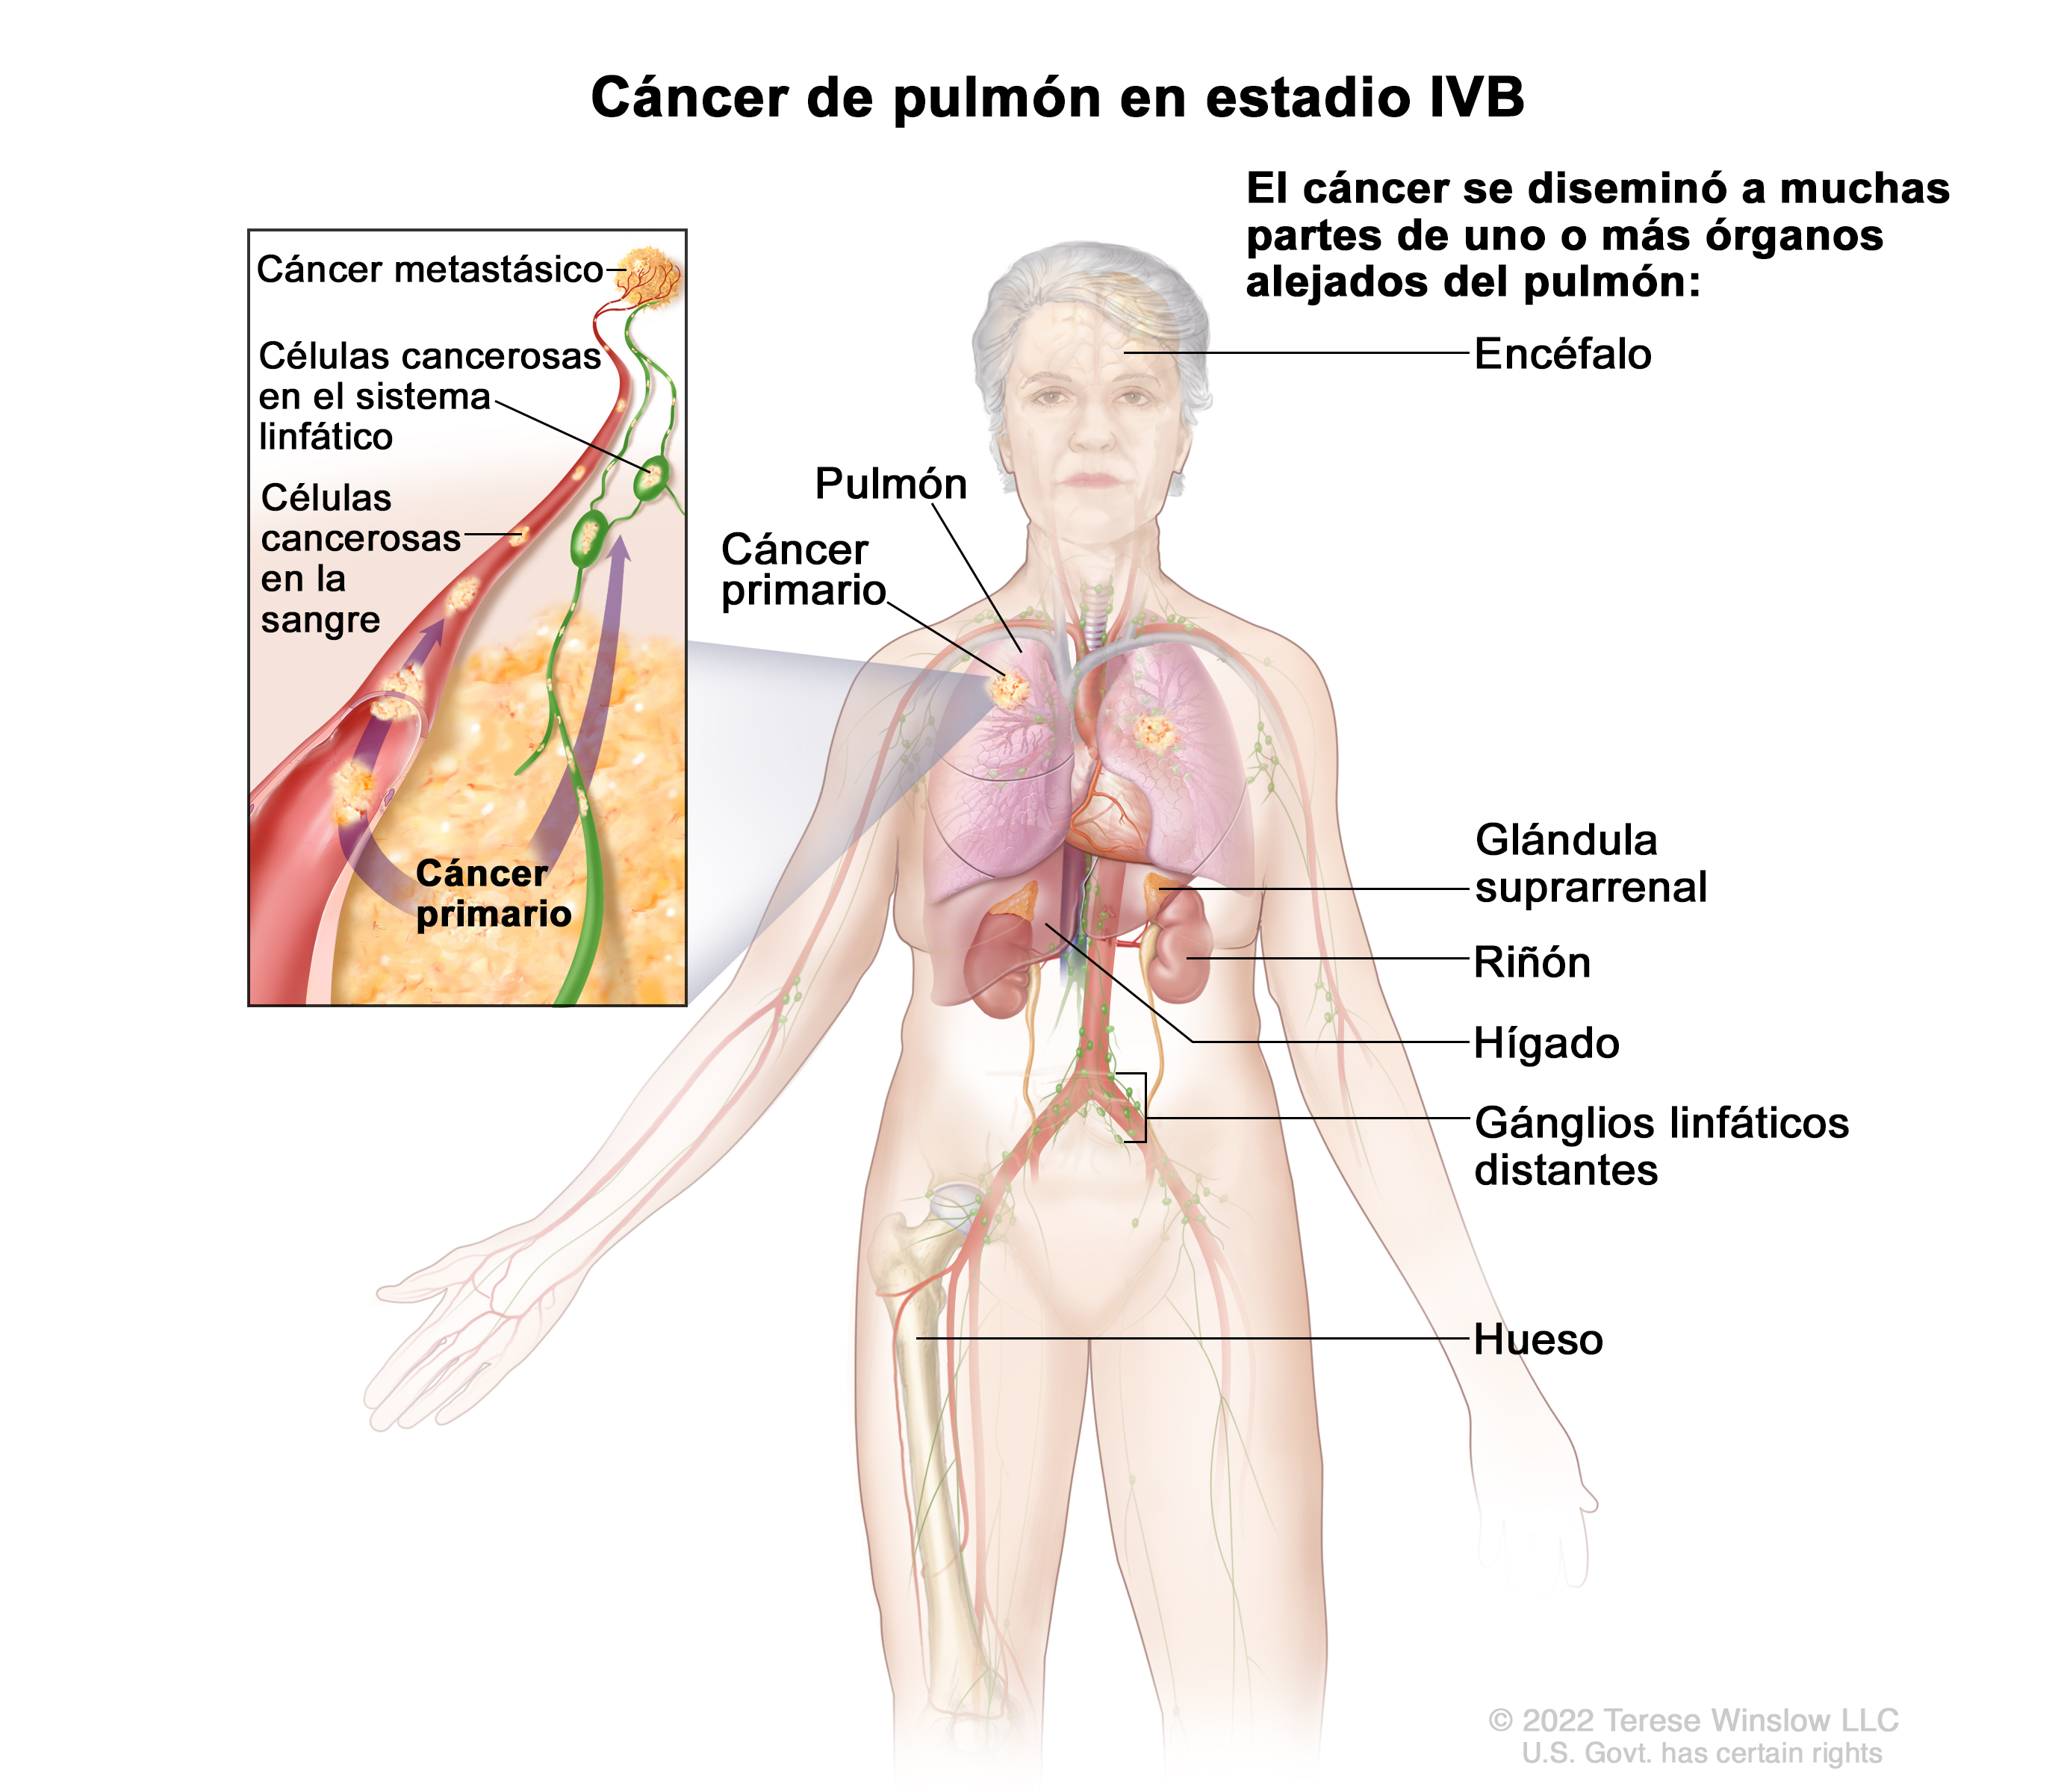 Cáncer de pulmón en estadio IVB
El cáncer se diseminó a muchas
partes de uno o más órganos
alejados del pulmón:
Encéfalo
Glándula
suprarrenal
Riñón
Hígado
Gánglios linfáticos
distantes
Hueso
Pulmón
Cáncer
primario
Cáncer metastásico
Células cancerosas
en el sistema
linfático
Células
cancerosas
en la
sangre
Cáncer
primario
© 2022 Terese Winslow LLC
U.S. Govt. has certain rights